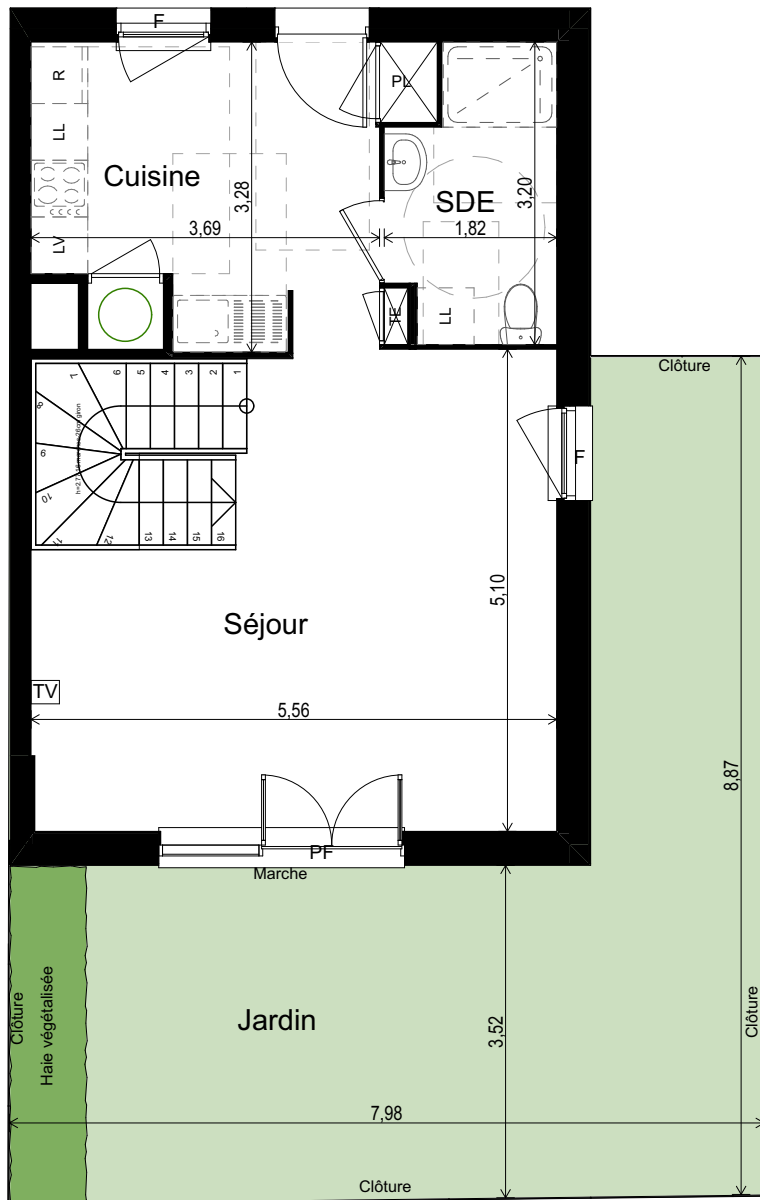 F
R
PL
LL
Cuisine
3,28
SDE
3,20
3,69
1,82
LV
TE
LL
Clôture
1
2
3
4
5
6
7
8
9
10
11
12
13
14
15
16
F
5,10
Séjour
TV
5,56
8,87
PF
Marche
Clôture
Haie végétalisée
Jardin
3,52
Clôture
7,98
Clôture